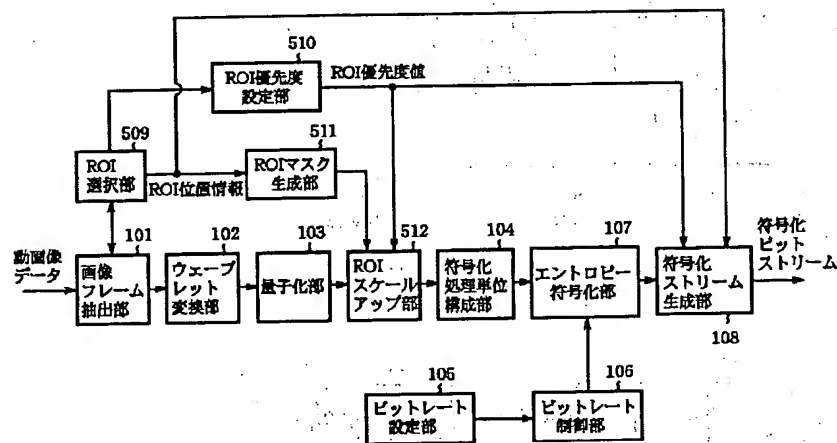 510
ROI優先度
設定部
ROI優先度値
509
511
ROI
選択部
ROI位置情報
ROIマスク
生成部
動画像
データ
101
画像
フレーム
抽出部
102
ウェーブ
レット
変換部
103
量子化部
512
ROI
スケール
アップ部
104
符号化
処理単位
構成部
107
エントロピー
符号化部
符号化
ストリーム
生成部
108
符号化
ビット
ストリーム
105
ビットレート
設定部
106
ビットレート
制御部